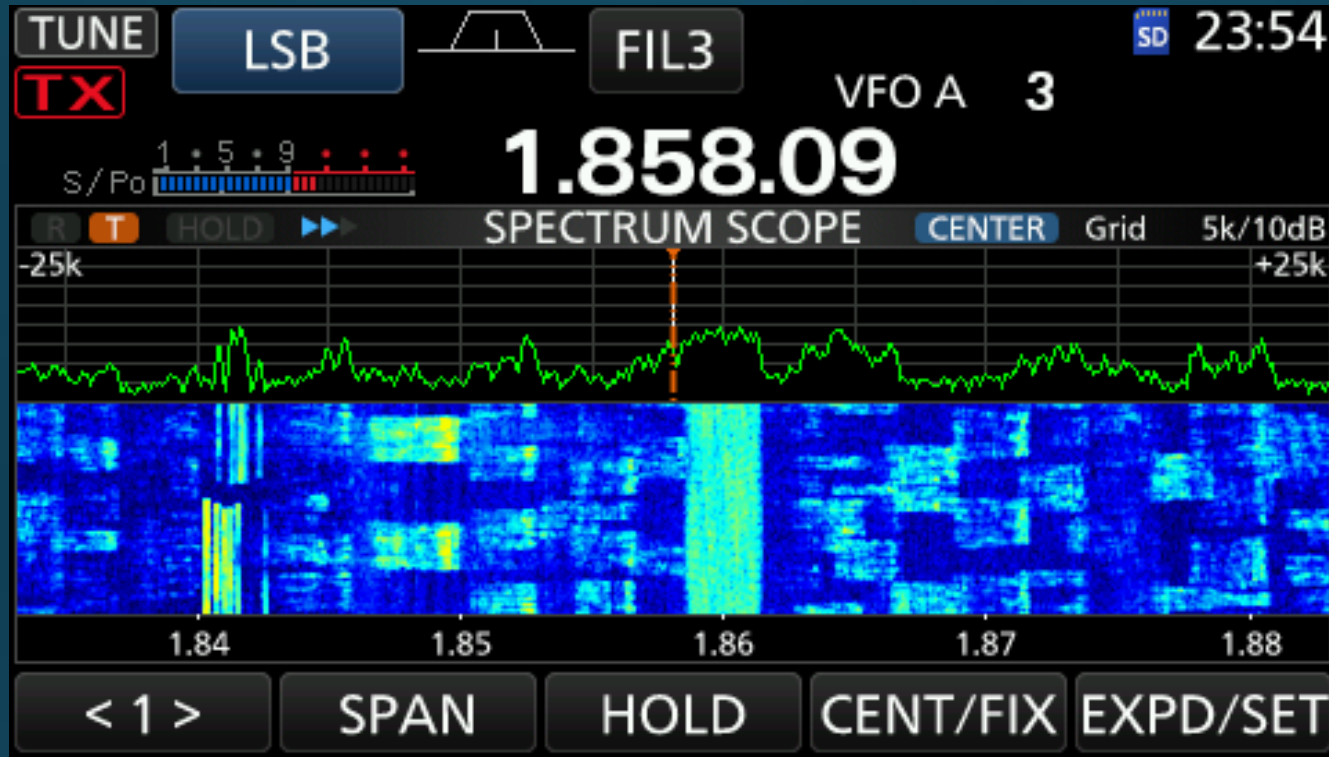 TUNE LSB FIL3 SD 23:54
TX VFO A 3
1.858.09
1 • 5 • 9 • • •
S/Po
R T HOLD SPECTRUM SCOPE CENTER Grid 5k/10dB
-25k +25k
1.84 1.85 1.86 1.87 1.88
< 1 > SPAN HOLD CENT/FIX EXPD/SET